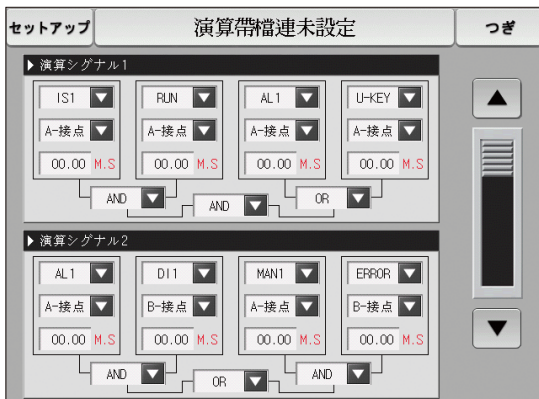 セットアップ
演算帶檔連未設定
つぎ
▶ 演算シグナル1
IS1 RUN AL1 U-KEY
A-接点 A-接点 A-接点 A-接点
00.00 M.S 00.00 M.S 00.00 M.S 00.00 M.S
AND AND OR
▶ 演算シグナル2
AL1 DI1 MAN1 ERROR
A-接点 B-接点 A-接点 B-接点
00.00 M.S 00.00 M.S 00.00 M.S 00.00 M.S
AND OR AND